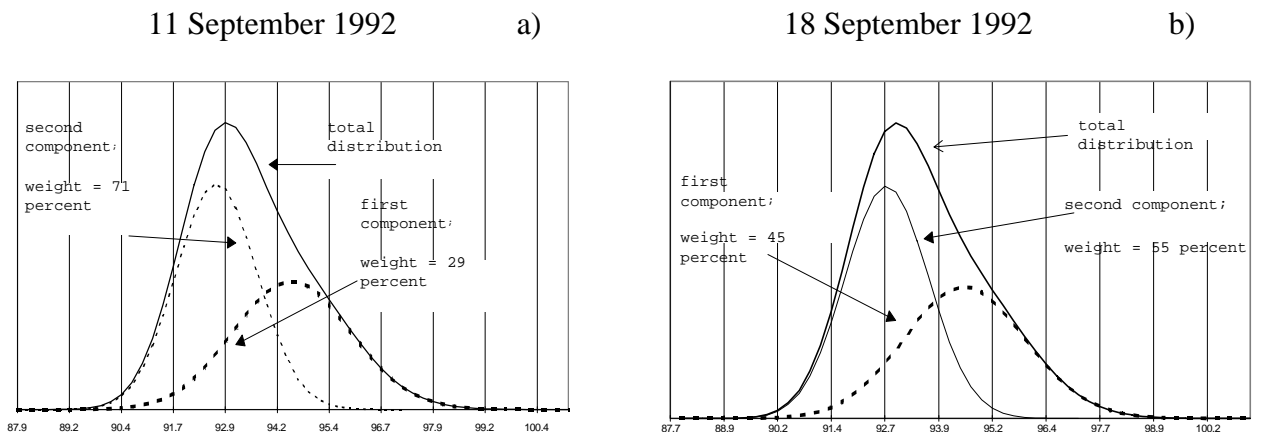 11 September 1992 a)
second
component;
weight = 71
percent
total
distribution
first
component;
weight = 29
percent
87.9 89.2 90.4 91.7 92.9 94.2 95.4 96.7 97.9 99.2 100.4
18 September 1992 b)
total
distribution
first
component;
second component;
weight = 45
percent
weight = 55 percent
87.7 88.9 90.2 91.4 92.7 93.9 95.2 96.4 97.7 98.9 100.2